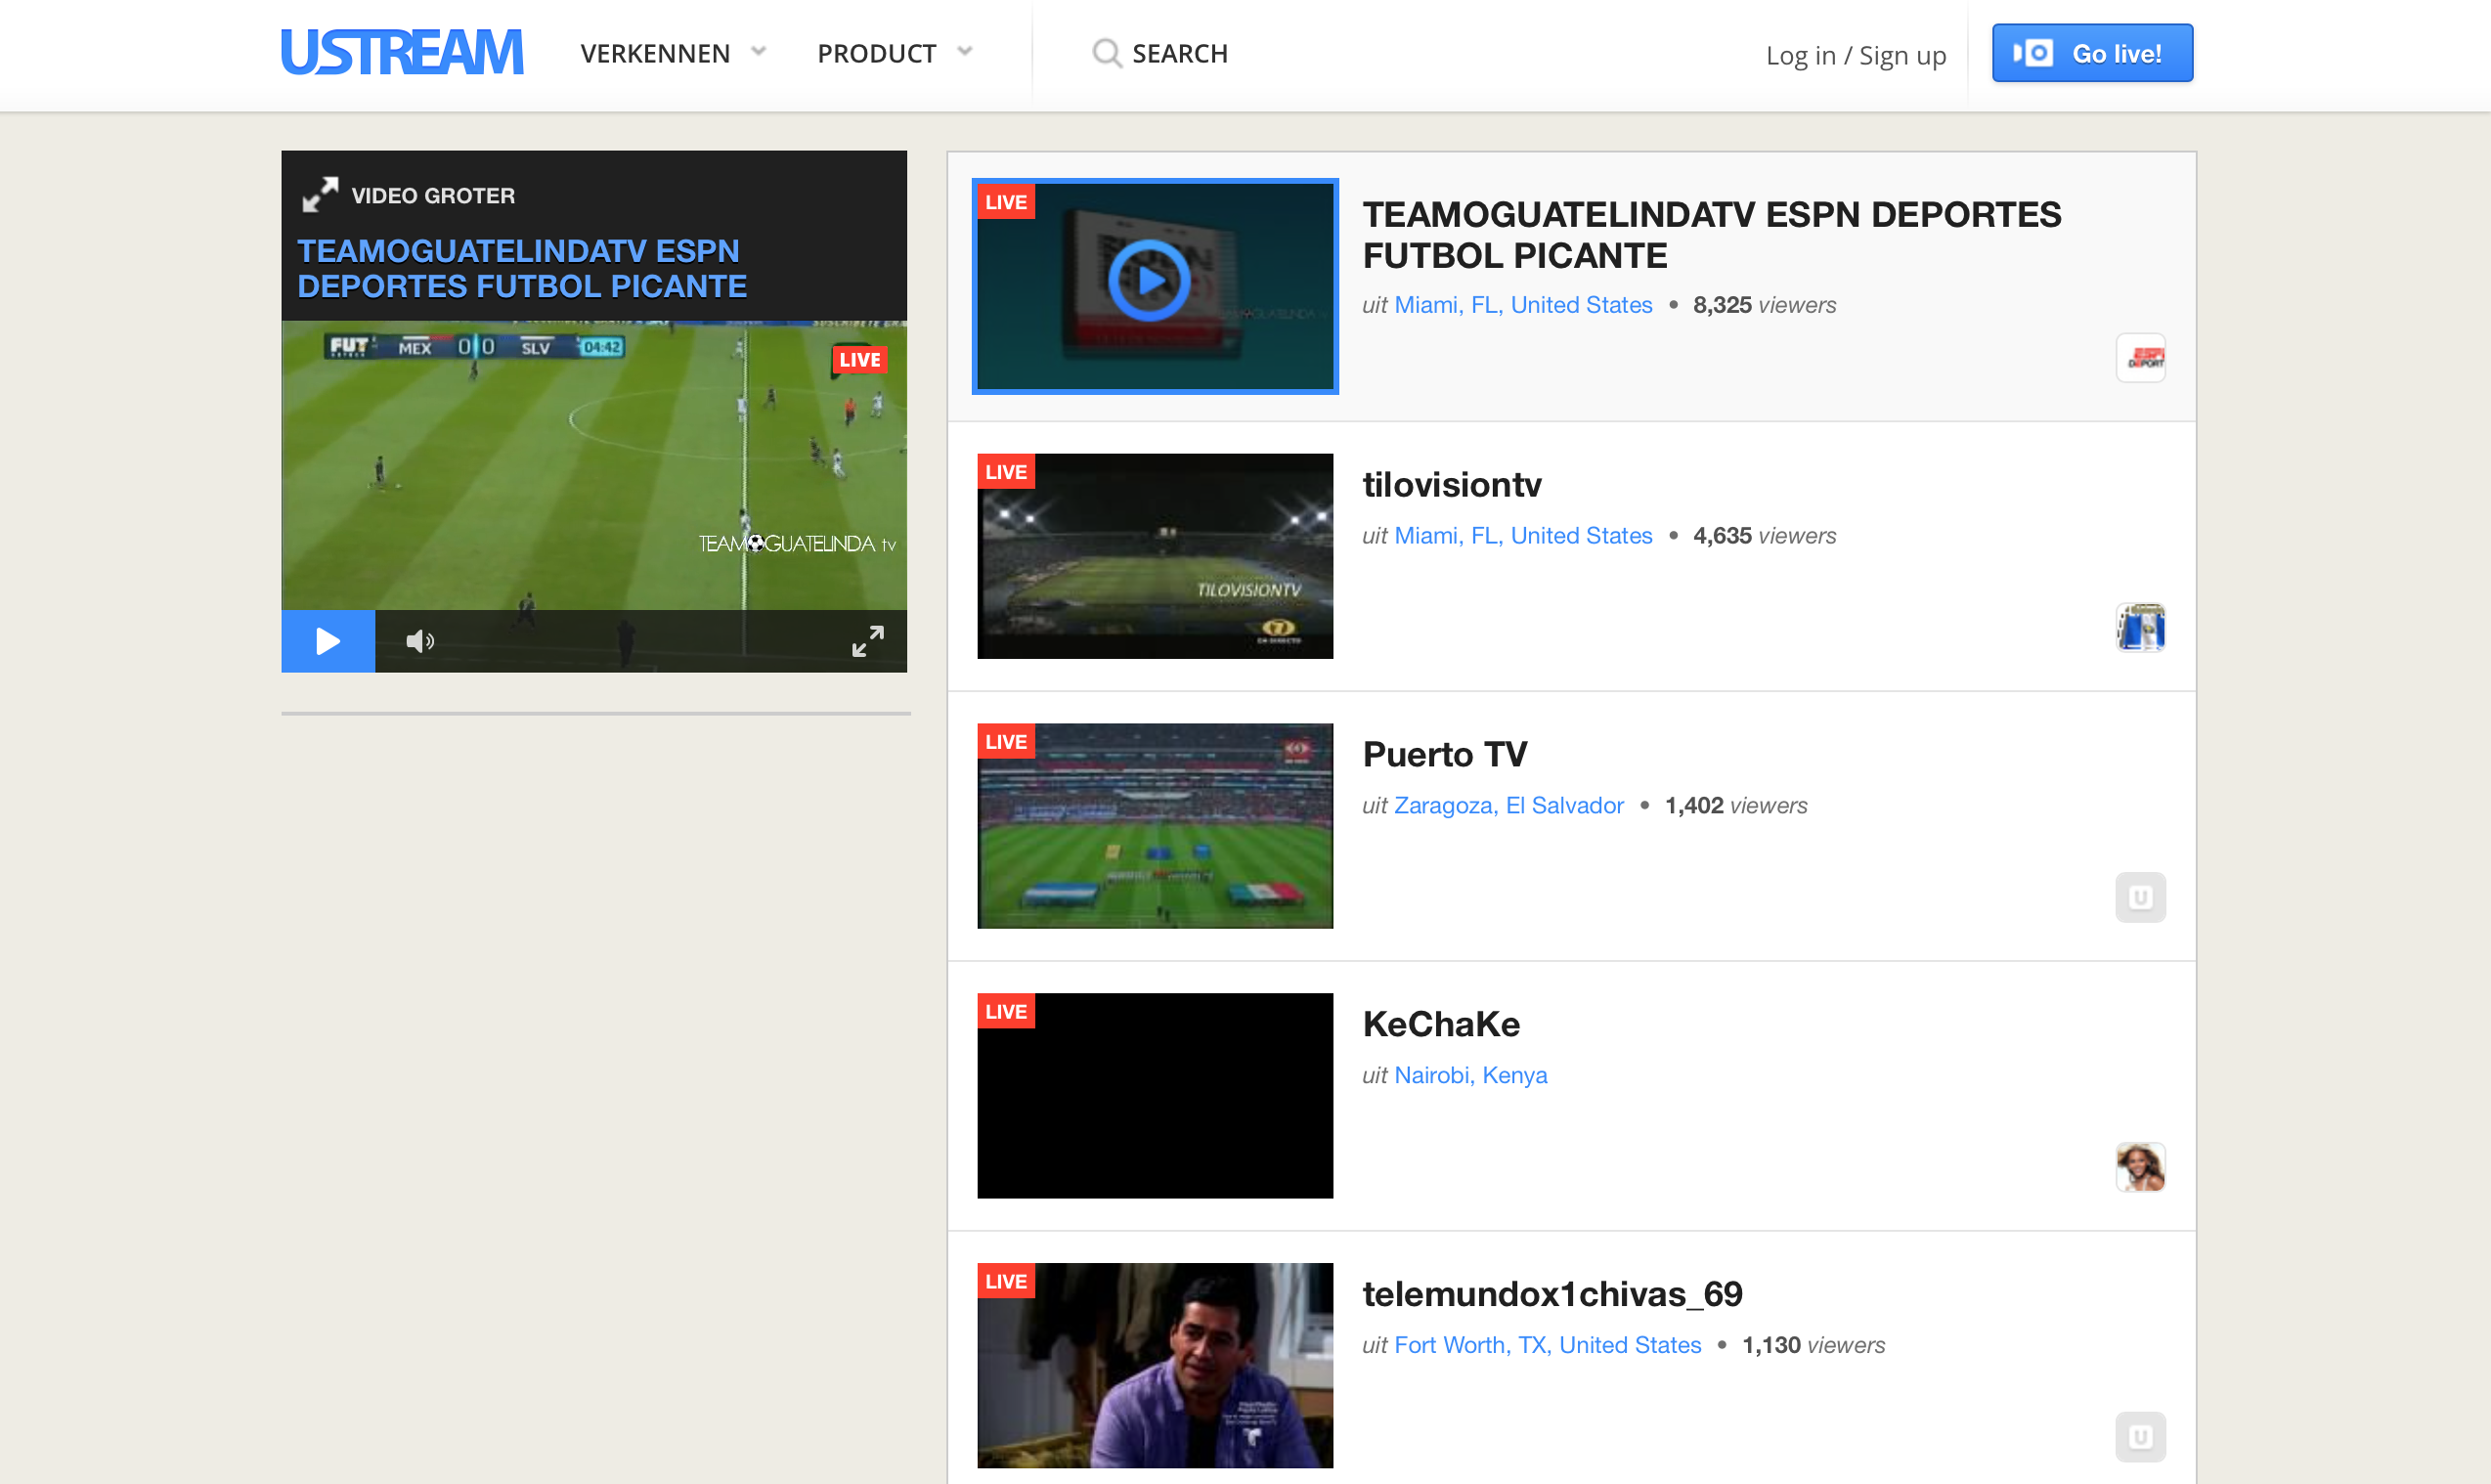 USTREAM
VERKENNEN
PRODUCT
SEARCH
Log in / Sign up
Go live!
VIDEO GROTER
TEAMOGUATELINDATV ESPN
DEPORTES FUTBOL PICANTE
FUT MEX 0 0 SLV 04:42
LIVE
TEAMOGUATELINDA tv
LIVE
TEAMOGUATELINDATV ESPN DEPORTES
FUTBOL PICANTE
uit Miami, FL, United States • 8,325 viewers
LIVE
TILOVISIONTV
7
EN DIRECTO
tilovisiontv
uit Miami, FL, United States • 4,635 viewers
LIVE
Puerto TV
uit Zaragoza, El Salvador • 1,402 viewers
LIVE
KeChaKe
uit Nairobi, Kenya
LIVE
telemundox1chivas_69
uit Fort Worth, TX, United States • 1,130 viewers